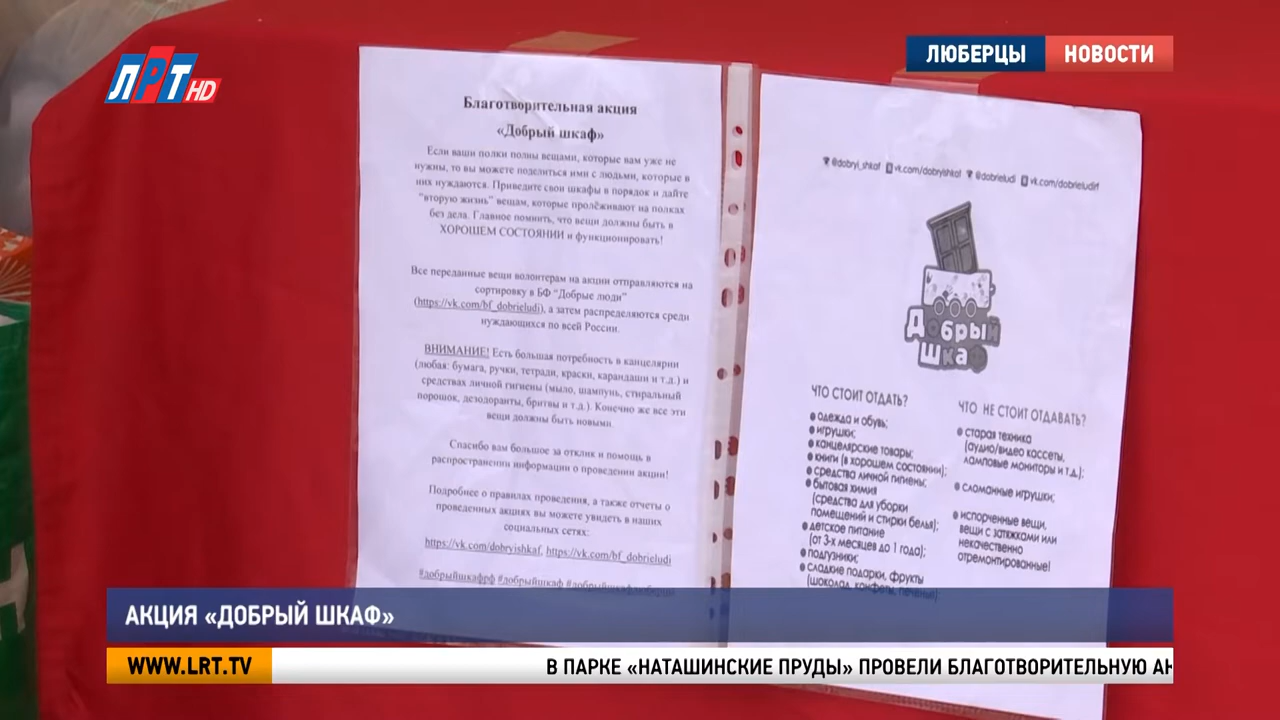 ЛРТ HD
ЛЮБЕРЦЫ НОВОСТИ
Благотворительная акция
«Добрый шкаф»
Если ваши полки полны вещами, которые вам уже не
нужны, то вы можете поделиться ими с людьми, которые в
них нуждаются. Приведите свои шкафы в порядок и дайте
“вторую жизнь” вещам, которые пролёживают на полках
без дела. Главное помнить, что вещи должны быть в
ХОРОШЕМ СОСТОЯНИИ и функционировать!
Все переданные вещи волонтерам на акции отправляются на
сортировку в БФ “Добрые люди”
(https://vk.com/bf_dobrieludi), а затем распределяются среди
нуждающихся по всей России.
ВНИМАНИЕ! Есть большая потребность в канцелярии
(любая: бумага, ручки, тетради, краски, карандаши и т.д.) и
средствах личной гигиены (мыло, шампунь, стиральный
порошок, дезодоранты, бритвы и т.д.). Конечно же все эти
вещи должны быть новыми.
Спасибо вам большое за отклик и помощь в
распространении информации о проведении акции!
Подробнее о правилах проведения, а также отчеты о
проведенных акциях вы можете увидеть в наших
социальных сетях:
https://vk.com/dobryishkaf, https://vk.com/bf_dobrieludi
#добрыйшкафрф #добрыйшкаф
@dobryi_shkaf vk.com/dobryishkaf @dobrieludi vk.com/dobrieludirf
Добрый
Шкаф
ЧТО СТОИТ ОТДАТЬ?
● одежда и обувь;
● игрушки;
● канцелярские товары;
● книги (в хорошем состоянии);
● средства личной гигиены;
● бытовая химия
(средства для уборки
помещений и стирки белья);
● детское питание
(от 3-х месяцев до 1 года);
● подгузники;
● сладкие подарки, фрукты
(шоколад, конфеты, печенье)
ЧТО НЕ СТОИТ ОТДАВАТЬ?
● старая техника
(аудио/видео кассеты,
ламповые мониторы и т.д.);
● сломанные игрушки;
● испорченные вещи,
вещи с затяжками или
некачественно
отремонтированные!
АКЦИЯ «ДОБРЫЙ ШКАФ»
WWW.LRT.TV
В ПАРКЕ «НАТАШИНСКИЕ ПРУДЫ» ПРОВЕЛИ БЛАГОТВОРИТЕЛЬНУЮ